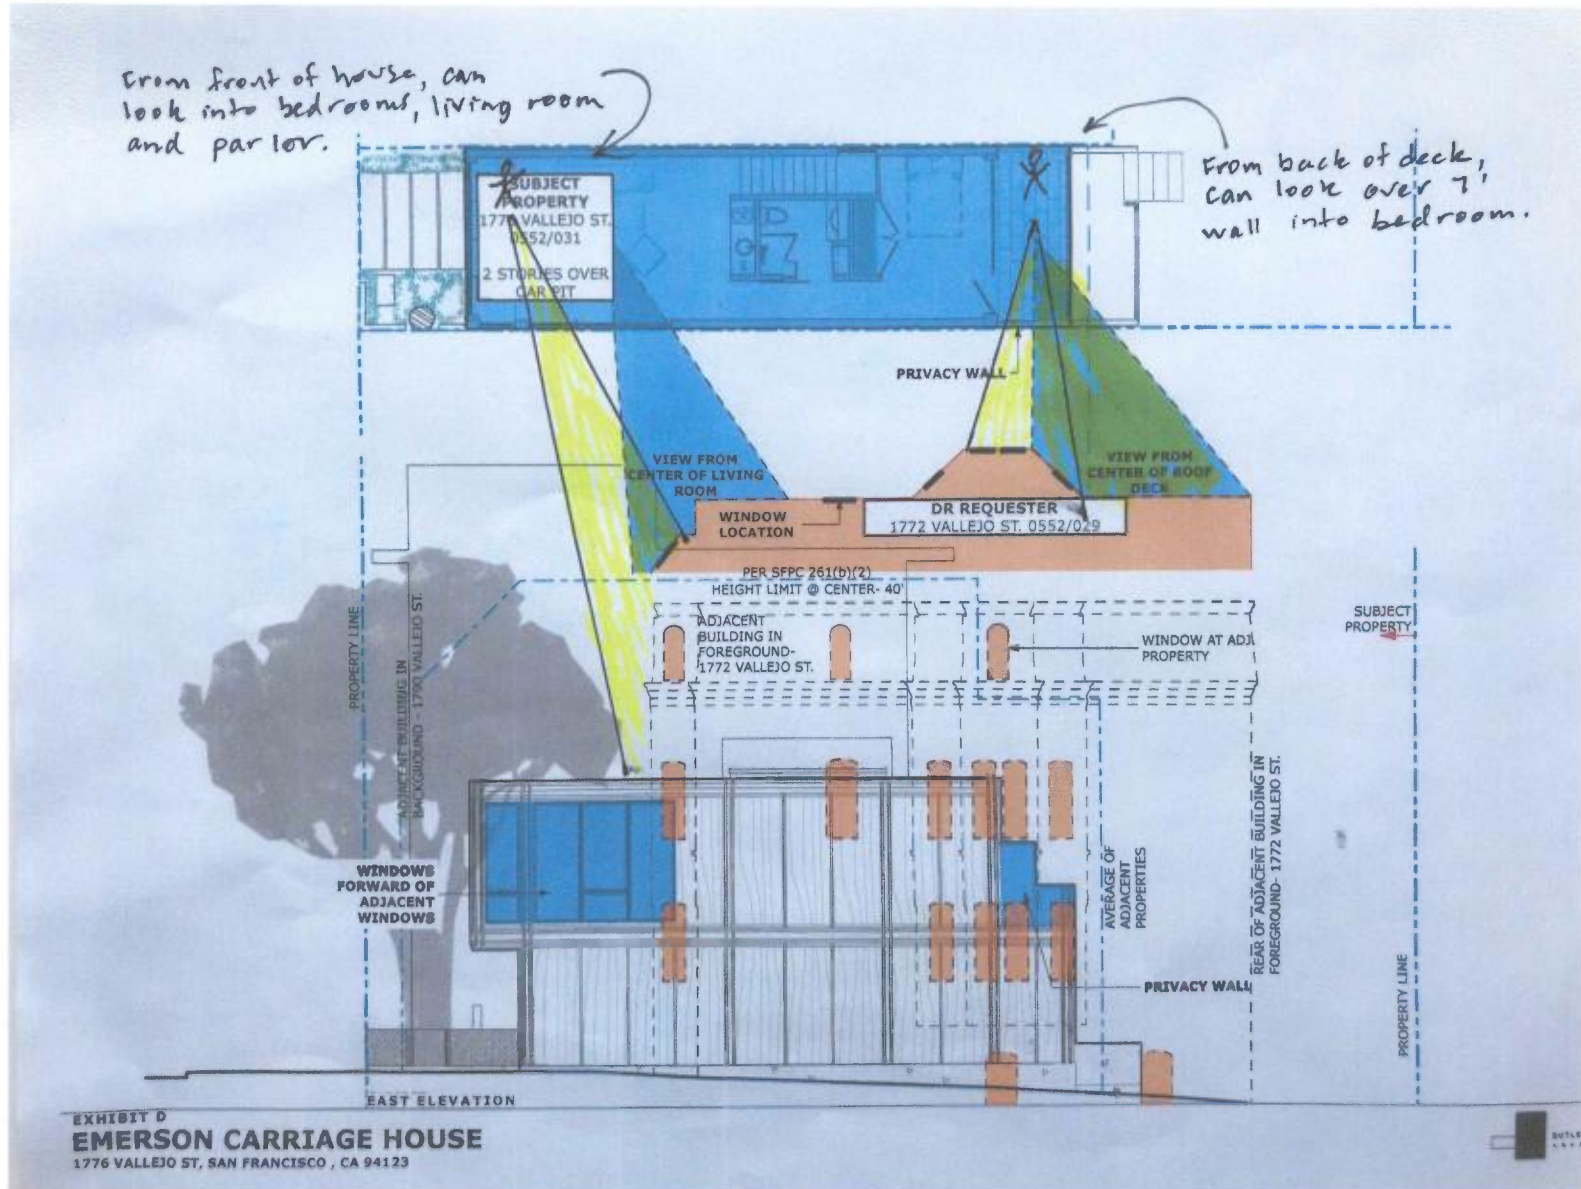 From front of house, can
look into bedrooms, living room
and parlor.
From back of deck,
can look over 7'
wall into bedroom.
SUBJECT
PROPERTY
VALLEJO ST.
0552/031
2 STORIES OVER
CAR PIT
PRIVACY WALL
VIEW FROM
CENTER OF LIVING
ROOM
VIEW FROM
CENTER OF ROOF
DECK
WINDOW
LOCATION
DR REQUESTER
1772 VALLEJO ST. 0552/029
PER SFPC 261(b)(2)
HEIGHT LIMIT @ CENTER- 40'
ADJACENT
BUILDING IN
FOREGROUND-
1772 VALLEJO ST.
WINDOW AT ADJ.
PROPERTY
SUBJECT
PROPERTY
PROPERTY LINE
ADJACENT BUILDING IN
BACKGROUND - 1790 VALLEJO ST.
WINDOWS
FORWARD OF
ADJACENT
WINDOWS
AVERAGE OF
ADJACENT
PROPERTIES
REAR OF ADJACENT BUILDING IN
FOREGROUND- 1772 VALLEJO ST.
PRIVACY WALL
PROPERTY LINE
EAST ELEVATION
EXHIBIT D
EMERSON CARRIAGE HOUSE
1776 VALLEJO ST, SAN FRANCISCO , CA 94123